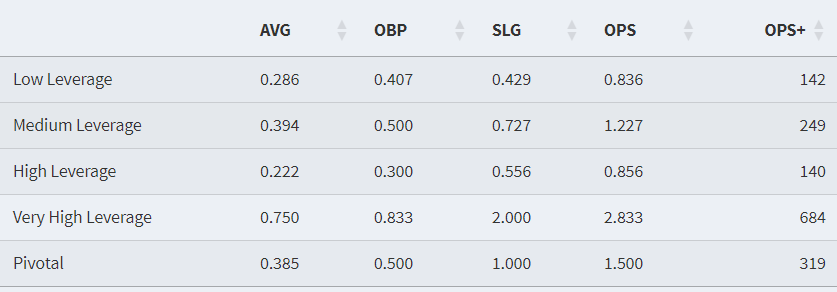 AVG OBP SLG OPS OPS+
Low Leverage 0.286 0.407 0.429 0.836 142
Medium Leverage 0.394 0.500 0.727 1.227 249
High Leverage 0.222 0.300 0.556 0.856 140
Very High Leverage 0.750 0.833 2.000 2.833 684
Pivotal 0.385 0.500 1.000 1.500 319